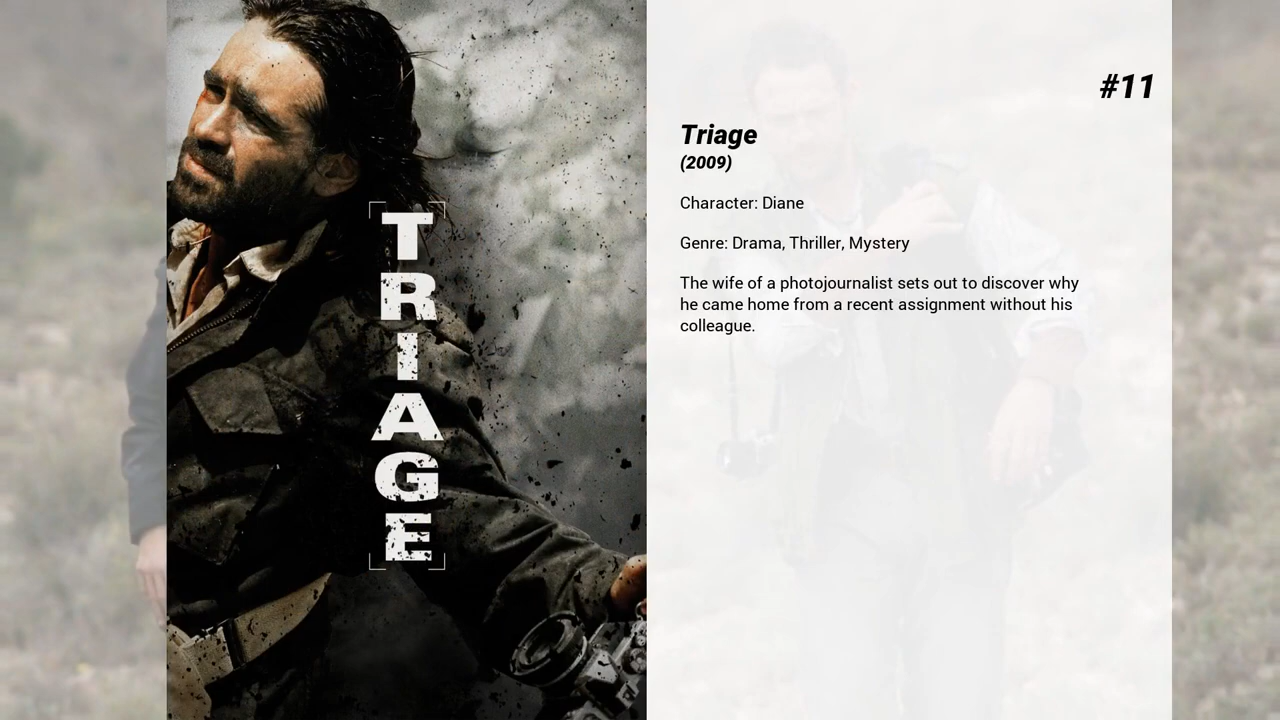 TRIAGE
#11
Triage
(2009)
Character: Diane
Genre: Drama, Thriller, Mystery
The wife of a photojournalist sets out to discover why
he came home from a recent assignment without his
colleague.